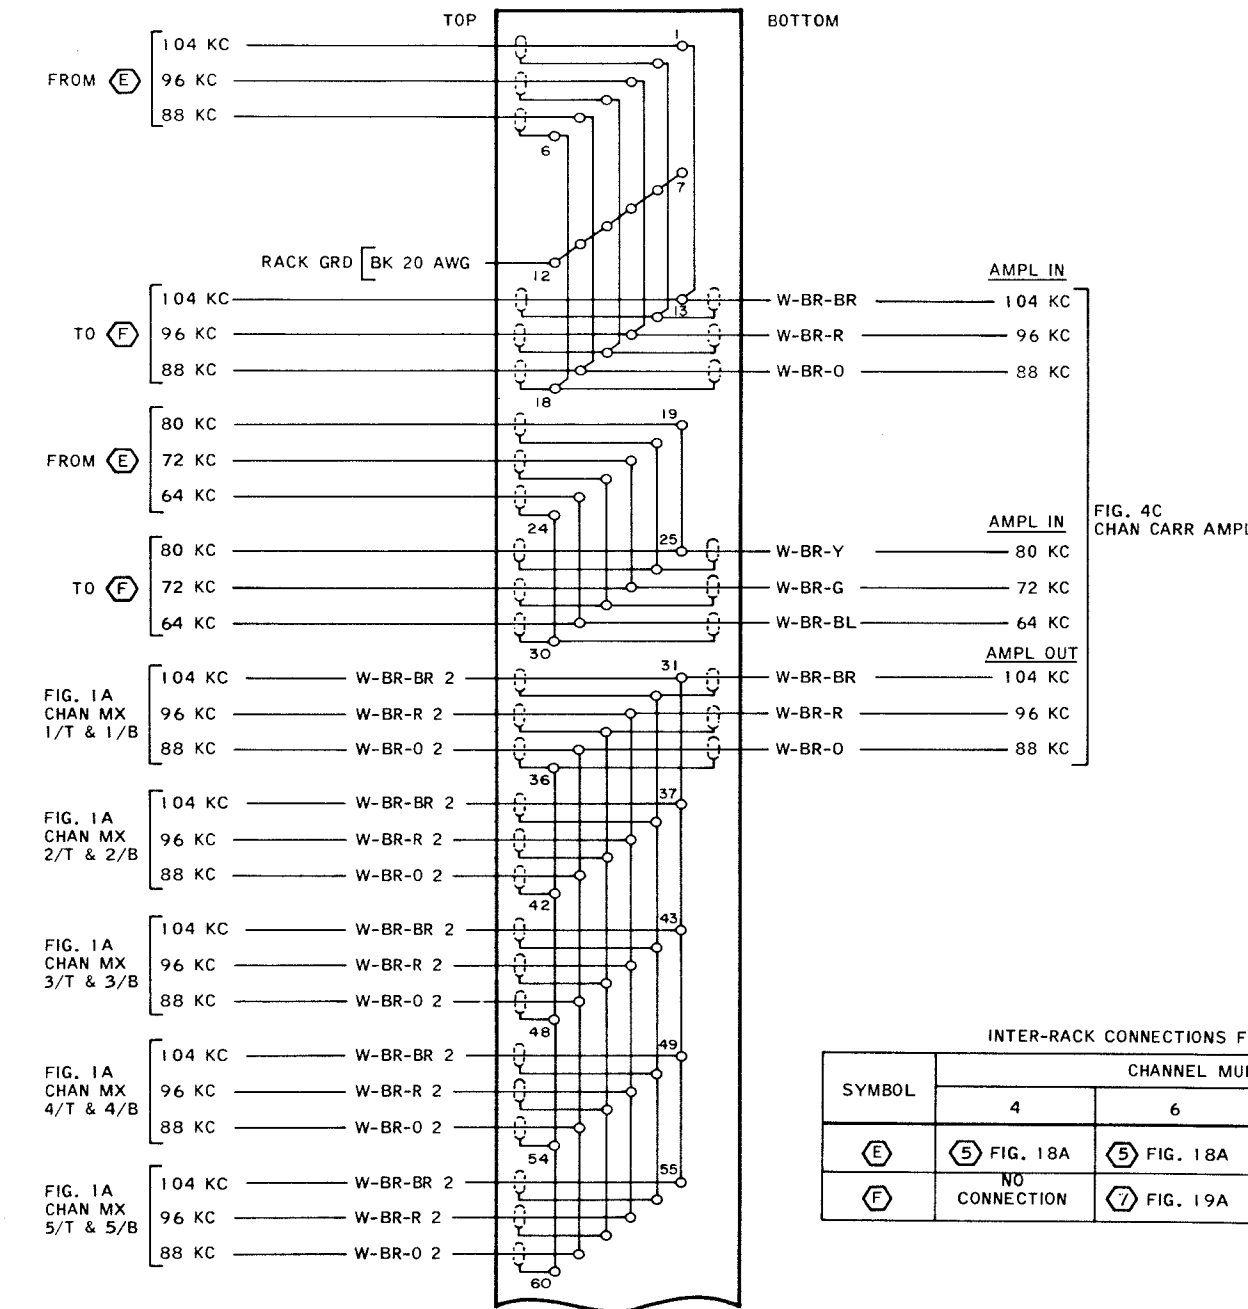 TOP
BOTTOM
FROM E
104 KC
96 KC
88 KC
1
6
7
RACK GRD BK 20 AWG
12
TO F
104 KC
96 KC
88 KC
13
18
AMPL IN
W-BR-BR 104 KC
W-BR-R 96 KC
W-BR-O 88 KC
FROM E
80 KC
72 KC
64 KC
19
24
TO F
80 KC
72 KC
64 KC
25
30
AMPL IN
W-BR-Y 80 KC
W-BR-G 72 KC
W-BR-BL 64 KC
FIG. 4C
CHAN CARR AMPL
AMPL OUT
W-BR-BR 104 KC
W-BR-R 96 KC
W-BR-O 88 KC
FIG. 1A
CHAN MX
1/T & 1/B
104 KC W-BR-BR 2
96 KC W-BR-R 2
88 KC W-BR-O 2
31
36
FIG. 1A
CHAN MX
2/T & 2/B
104 KC W-BR-BR 2
96 KC W-BR-R 2
88 KC W-BR-O 2
37
42
FIG. 1A
CHAN MX
3/T & 3/B
104 KC W-BR-BR 2
96 KC W-BR-R 2
88 KC W-BR-O 2
43
48
FIG. 1A
CHAN MX
4/T & 4/B
104 KC W-BR-BR 2
96 KC W-BR-R 2
88 KC W-BR-O 2
49
54
FIG. 1A
CHAN MX
5/T & 5/B
104 KC W-BR-BR 2
96 KC W-BR-R 2
88 KC W-BR-O 2
55
60
INTER-RACK CONNECTIONS F
SYMBOL
CHANNEL MU
4 6
E 5 FIG. 18A 5 FIG. 18A
F NO CONNECTION 7 FIG. 19A